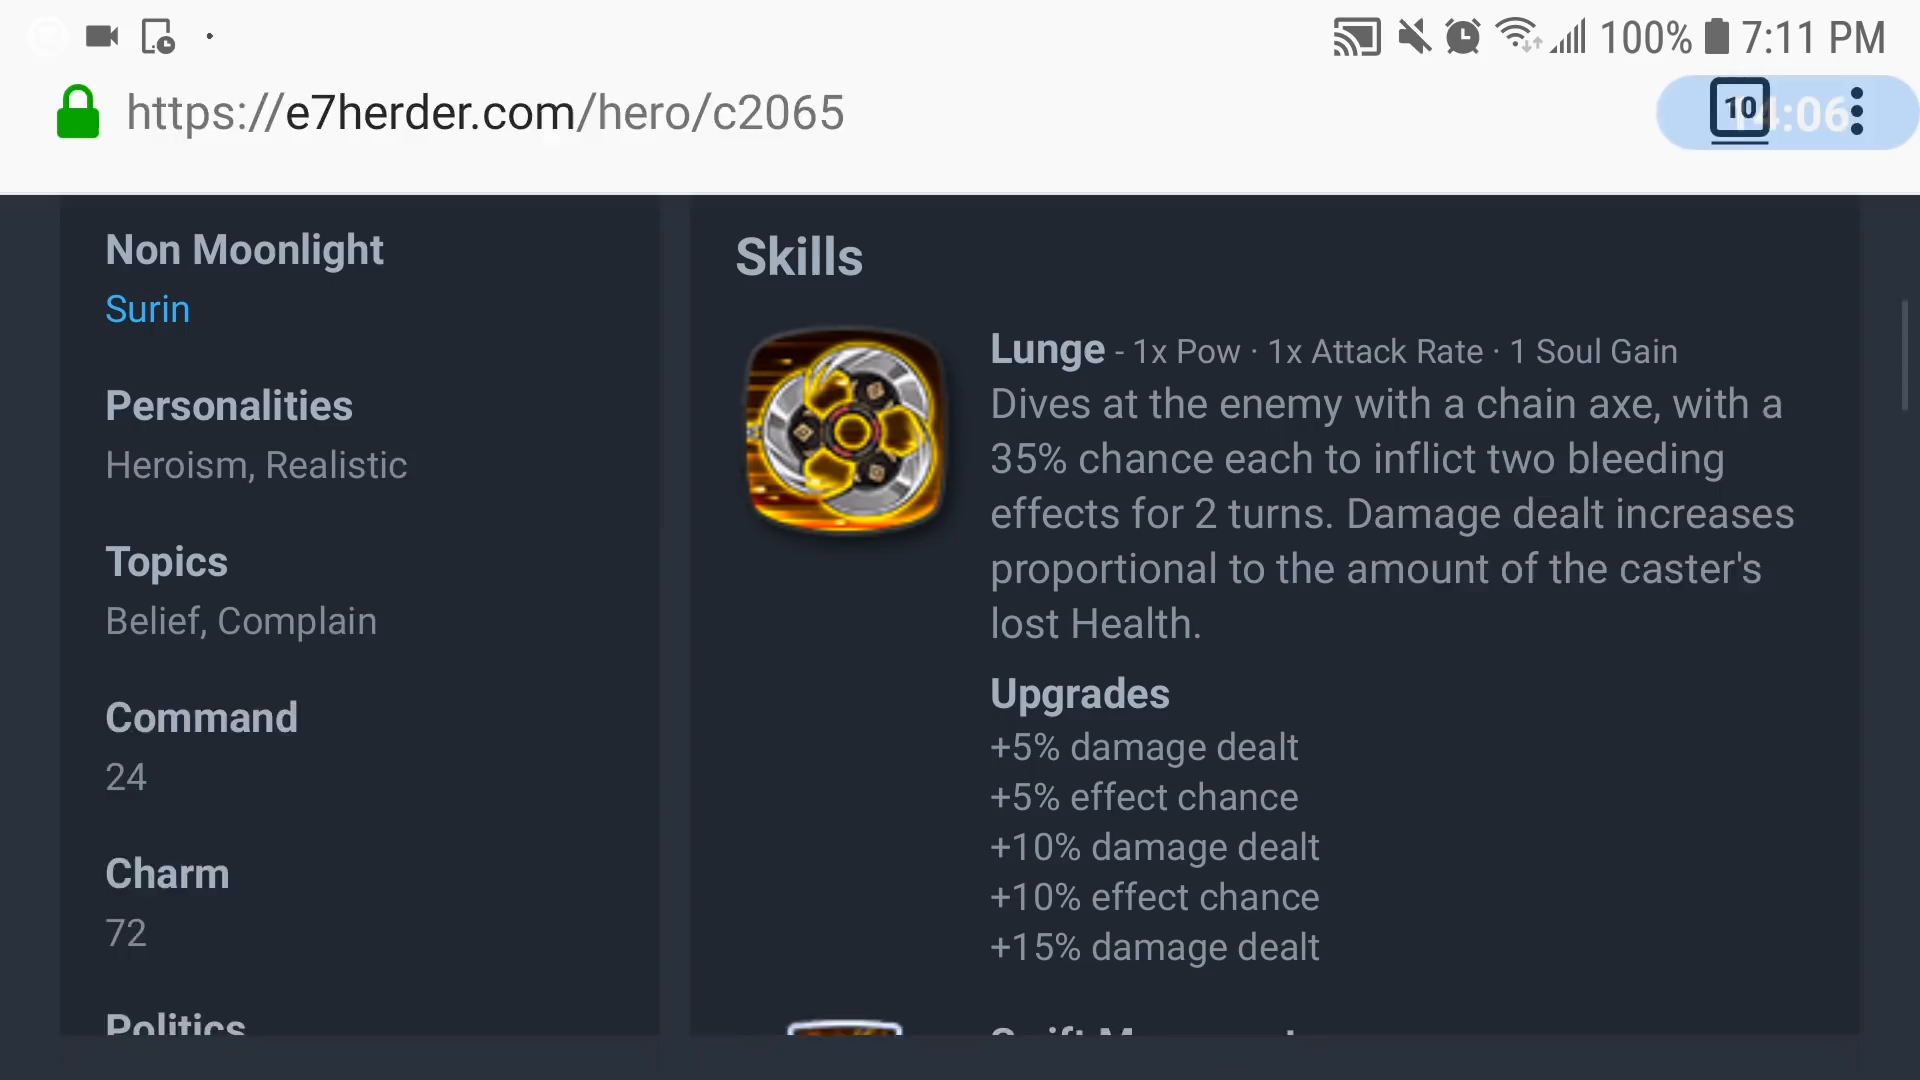 100% 7:11 PM
https://e7herder.com/hero/c2065
10
4:06
Non Moonlight
Surin
Personalities
Heroism, Realistic
Topics
Belief, Complain
Command
24
Charm
72
Politics
Skills
Lunge - 1x Pow · 1x Attack Rate · 1 Soul Gain
Dives at the enemy with a chain axe, with a
35% chance each to inflict two bleeding
effects for 2 turns. Damage dealt increases
proportional to the amount of the caster's
lost Health.
Upgrades
+5% damage dealt
+5% effect chance
+10% damage dealt
+10% effect chance
+15% damage dealt